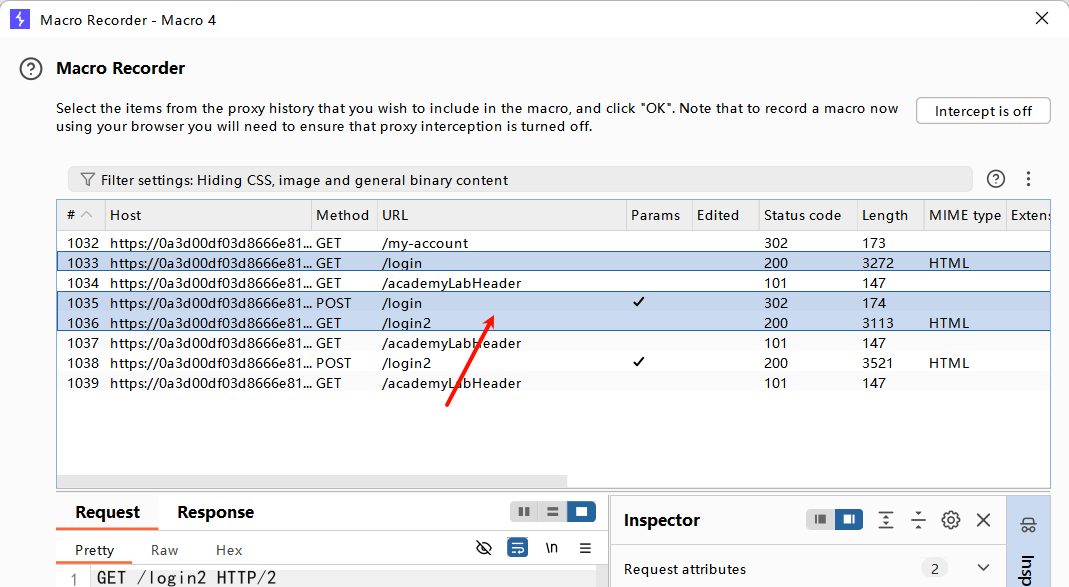 Macro Recorder - Macro 4
Macro Recorder
Select the items from the proxy history that you wish to include in the macro, and click "OK". Note that to record a macro now
using your browser you will need to ensure that proxy interception is turned off.
Intercept is off
Filter settings: Hiding CSS, image and general binary content
# Host Method URL Params Edited Status code Length MIME type Extens
1032 https://0a3d00df03d8666e81... GET /my-account 302 173
1033 https://0a3d00df03d8666e81... GET /login 200 3272 HTML
1034 https://0a3d00df03d8666e81... GET /academyLabHeader 101 147
1035 https://0a3d00df03d8666e81... POST /login ✓ 302 174
1036 https://0a3d00df03d8666e81... GET /login2 200 3113 HTML
1037 https://0a3d00df03d8666e81... GET /academyLabHeader 101 147
1038 https://0a3d00df03d8666e81... POST /login2 ✓ 200 3521 HTML
1039 https://0a3d00df03d8666e81... GET /academyLabHeader 101 147
Request Response
Inspector
Pretty Raw Hex \n
1 GET /login2 HTTP/2
Request attributes 2
Insp